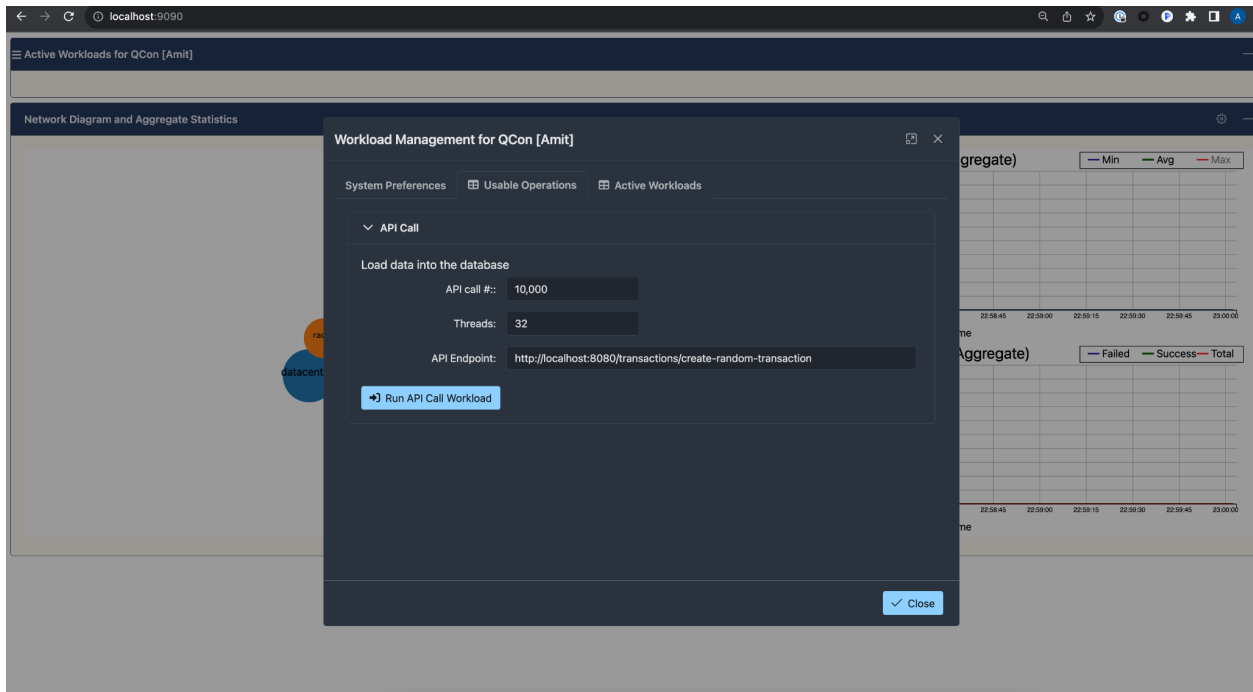 localhost:9090
A
Active Workloads for QCon [Amit]
Network Diagram and Aggregate Statistics
datacent
Workload Management for QCon [Amit]
System Preferences
Usable Operations
Active Workloads
API Call
Load data into the database
API call #::
10,000
Threads:
32
API Endpoint:
http://localhost:8080/transactions/create-random-transaction
Run API Call Workload
Close
gregate)
Min
Avg
Max
22:58:45 22:59:00 22:59:15 22:59:30 22:59:45 23:00:00
me
Aggregate)
Failed
Success
Total
22:58:45 22:59:00 22:59:15 22:59:30 22:59:45 23:00:00
me